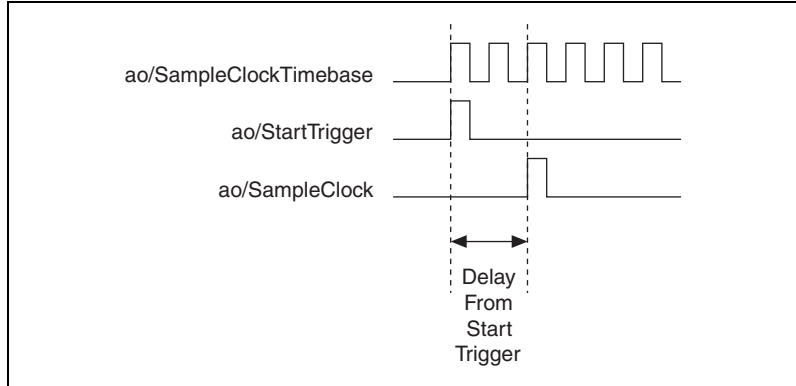 ao/SampleClockTimebase
ao/StartTrigger
ao/SampleClock
Delay
From
Start
Trigger